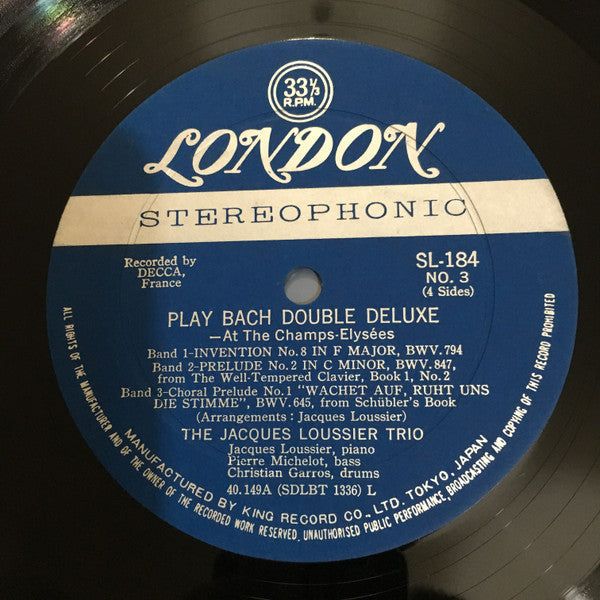 33⅓
R.P.M.
LONDON
STEREOPHONIC
Recorded by
DECCA,
France
SL-184
NO. 3
(4 Sides)
PLAY BACH DOUBLE DELUXE
—At The Champs-Elysées
Band 1-INVENTION No.8 IN F MAJOR, BWV.794
Band 2-PRELUDE No.2 IN C MINOR, BWV.847,
from The Well-Tempered Clavier, Book 1, No.2
Band 3-Choral Prelude No.1 "WACHET AUF, RUHT UNS
DIE STIMME", BWV.645, from Schübler's Book
(Arrangements : Jacques Loussier)
THE JACQUES LOUSSIER TRIO
Jacques Loussier, piano
Pierre Michelot, bass
Christian Garros, drums
40.149A (SDLBT 1336) L
MANUFACTURED BY KING RECORD CO., LTD. TOKYO, JAPAN
ALL RIGHTS OF THE MANUFACTURER AND OF THE OWNER OF THE RECORDED WORK RESERVED. UNAUTHORISED PUBLIC PERFORMANCE, BROADCASTING AND COPYING OF THIS RECORD PROHIBITED